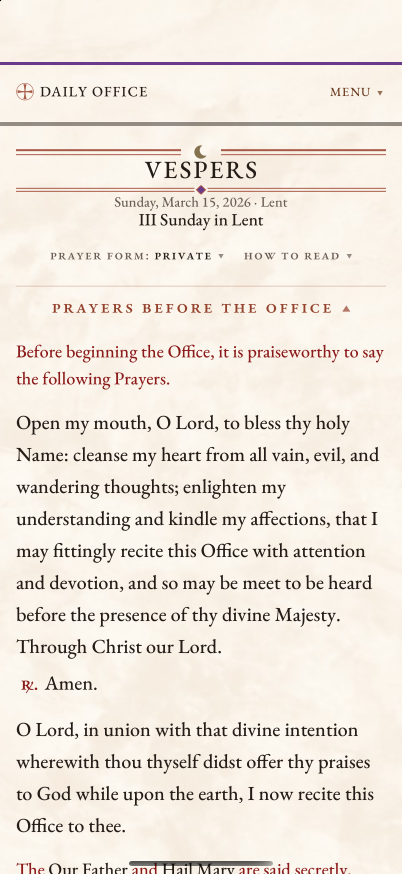 DAILY OFFICE
MENU ▼
VESPERS
Sunday, March 15, 2026 · Lent
III Sunday in Lent
PRAYER FORM: PRIVATE ▼ HOW TO READ ▼
PRAYERS BEFORE THE OFFICE ▲
Before beginning the Office, it is praiseworthy to say
the following Prayers.
Open my mouth, O Lord, to bless thy holy
Name: cleanse my heart from all vain, evil, and
wandering thoughts; enlighten my
understanding and kindle my affections, that I
may fittingly recite this Office with attention
and devotion, and so may be meet to be heard
before the presence of thy divine Majesty.
Through Christ our Lord.
℟. Amen.
O Lord, in union with that divine intention
wherewith thou thyself didst offer thy praises
to God while upon the earth, I now recite this
Office to thee.
The Our Father and Hail Mary are said secretly.